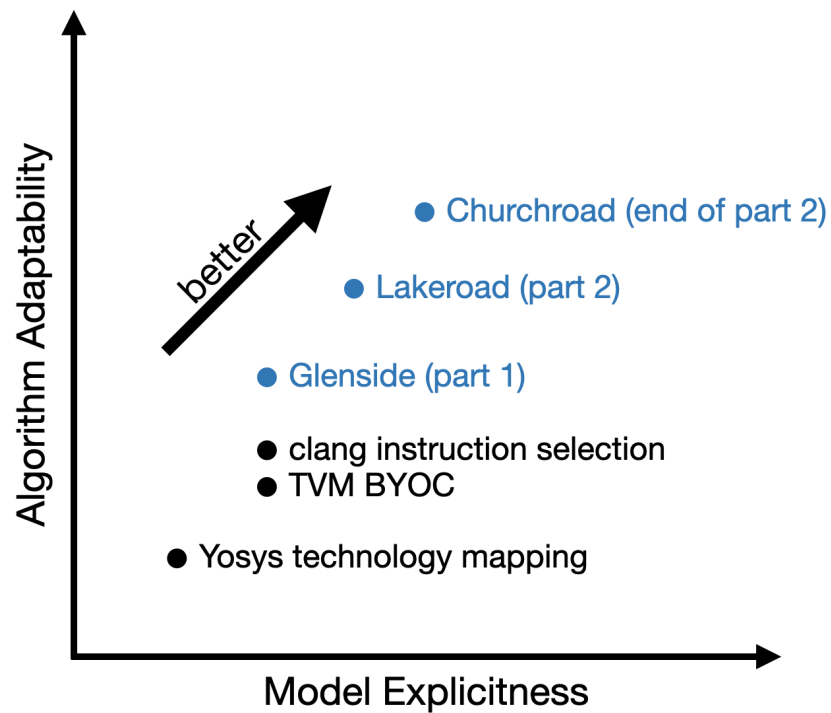 Algorithm Adaptability
better
Churchroad (end of part 2)
Lakeroad (part 2)
Glenside (part 1)
clang instruction selection
TVM BYOC
Yosys technology mapping
Model Explicitness